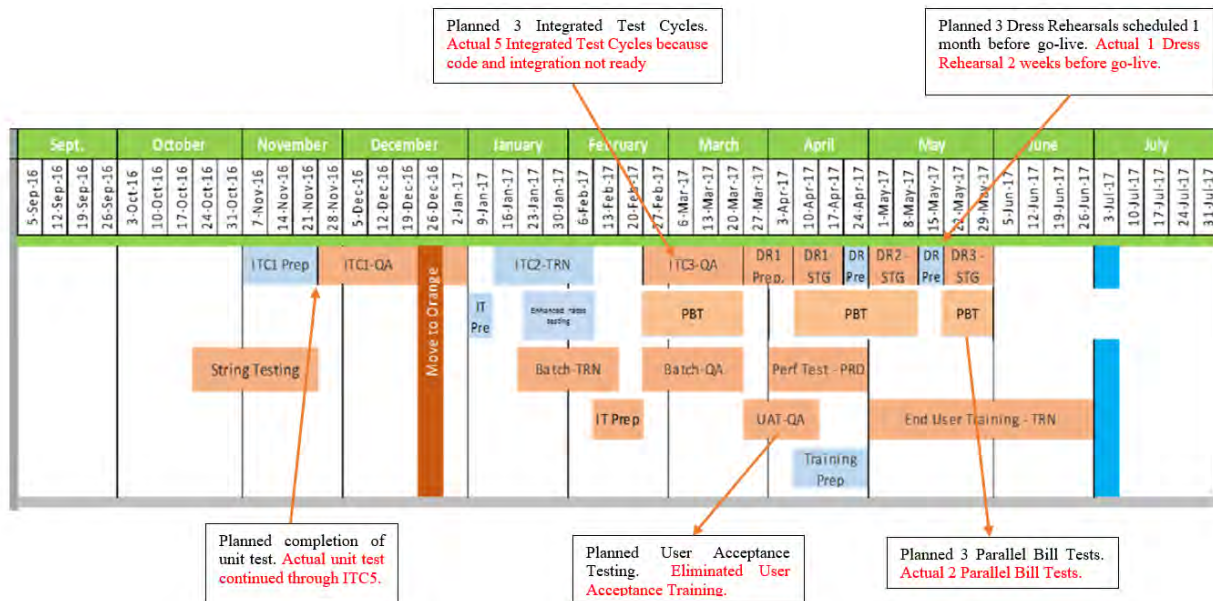 Planned 3 Integrated Test Cycles.
Actual 5 Integrated Test Cycles because
code and integration not ready
Planned 3 Dress Rehearsals scheduled 1
month before go-live. Actual 1 Dress
Rehearsal 2 weeks before go-live.
Sept. October November December January February March April May June July
5-Sep-16 12-Sep-16 19-Sep-16 26-Sep-16 3-Oct-16 10-Oct-16 17-Oct-16 24-Oct-16 31-Oct-16 7-Nov-16 14-Nov-16 21-Nov-16 28-Nov-16 5-Dec-16 12-Dec-16 19-Dec-16 26-Dec-16 2-Jan-17 9-Jan-17 16-Jan-17 23-Jan-17 30-Jan-17 6-Feb-17 13-Feb-17 20-Feb-17 27-Feb-17 6-Mar-17 13-Mar-17 20-Mar-17 27-Mar-17 3-Apr-17 10-Apr-17 17-Apr-17 24-Apr-17 1-May-17 8-May-17 15-May-17 22-May-17 29-May-17 5-Jun-17 12-Jun-17 19-Jun-17 26-Jun-17 3-Jul-17 10-Jul-17 17-Jul-17 24-Jul-17 31-Jul
ITC1 Prep ITC1-QA ITC2-TRN ITC3-QA DR1 Prep. DR1- STG DR Pre DR2 - STG DR Pre DR3 - STG
Move to Orange
IT Pre Enhanced rates testing PBT PBT PBT
String Testing Batch-TRN Batch-QA Perf Test - PRD
IT Prep UAT-QA End User Training - TRN
Training
Prep
Planned completion of
unit test. Actual unit test
continued through ITC5.
Planned User Acceptance
Testing. Eliminated User
Acceptance Training.
Planned 3 Parallel Bill Tests.
Actual 2 Parallel Bill Tests.